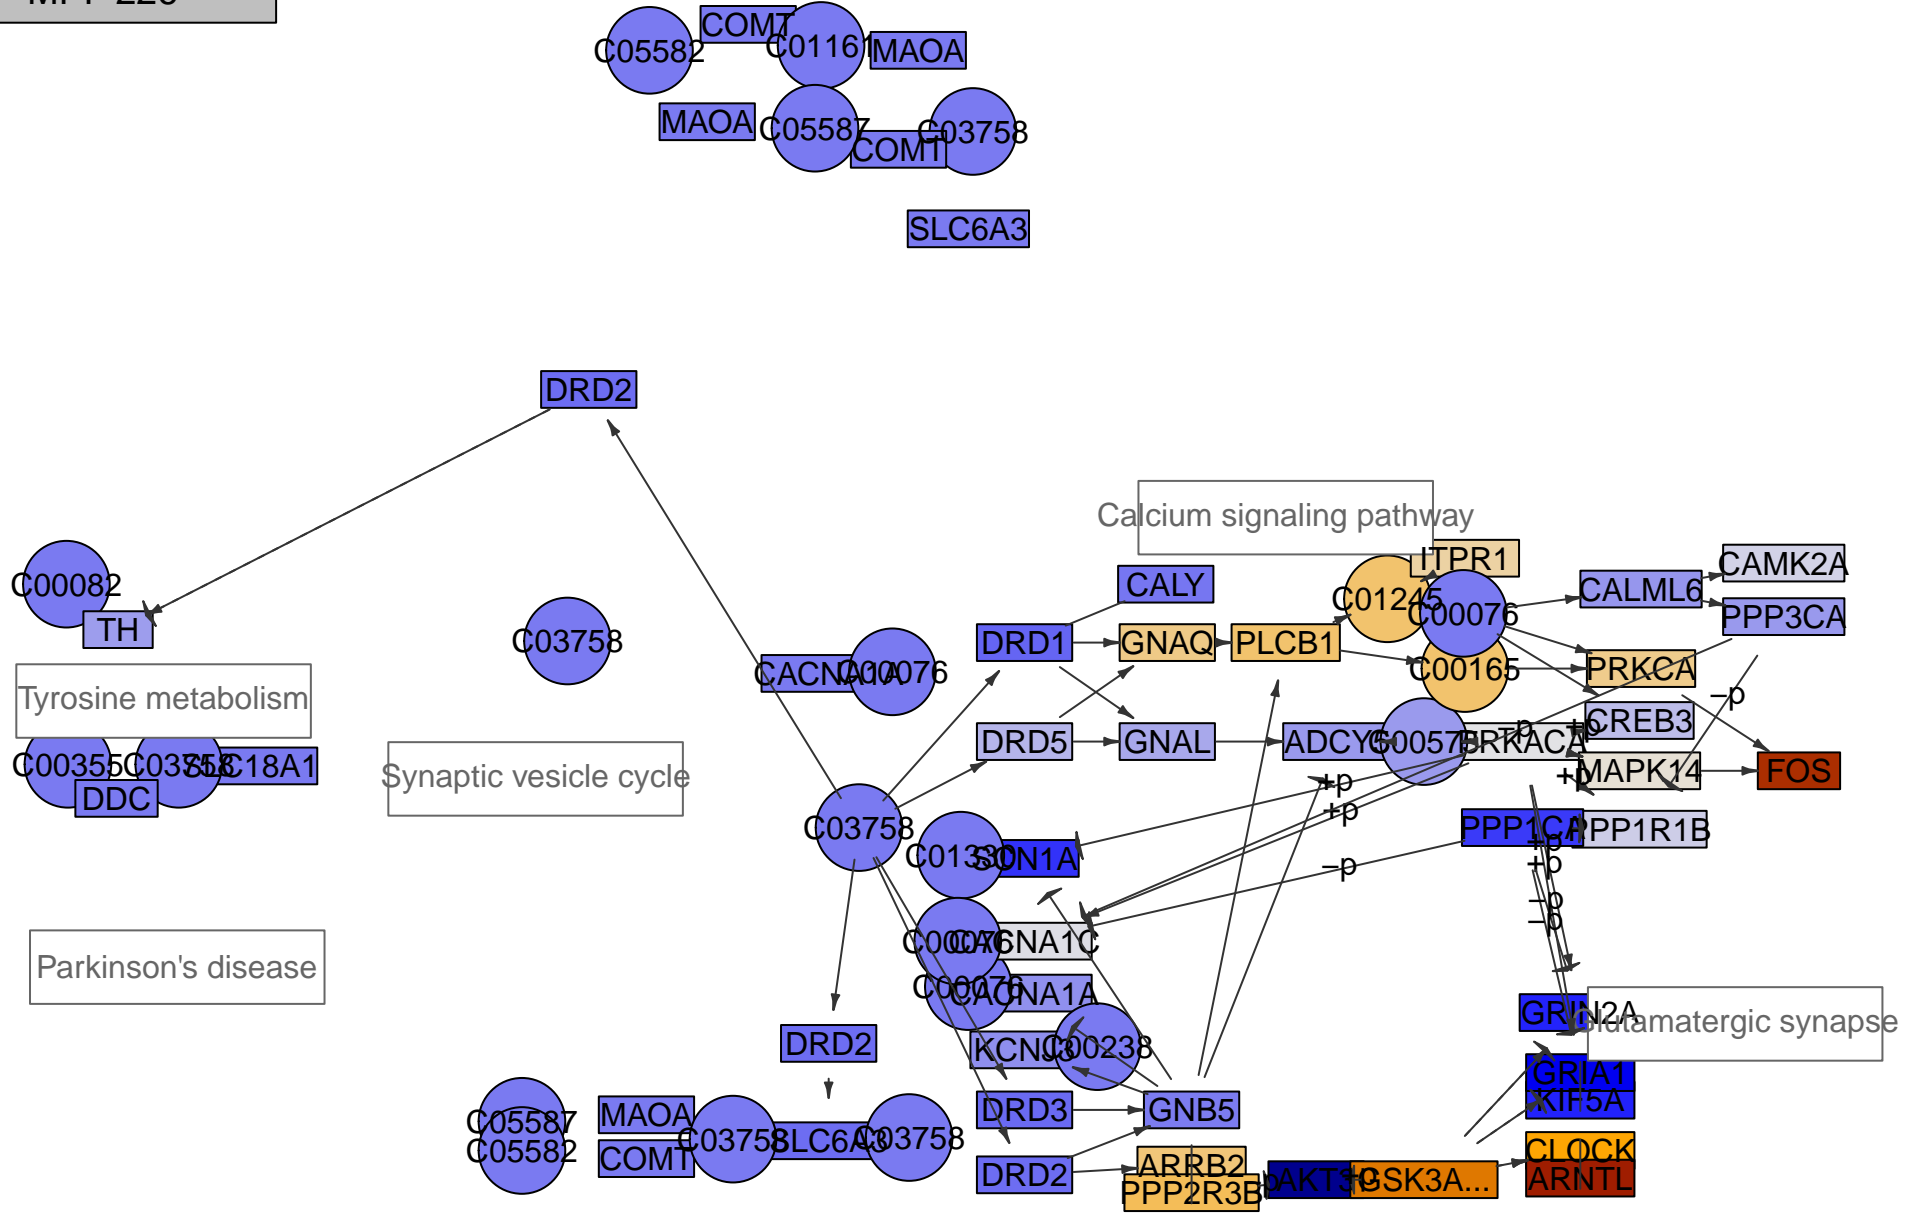 COMT
C05582
C01161
MAOA
MAOA
C05587
C03758
COMT
SLC6A3
DRD2
Calcium signaling pathway
ITPR1
CAMK2A
C00082
CALY
C01245
C00076
CALML6
PPP3CA
TH
C03758
DRD1
GNAQ
PLCB1
C00165
PRKCA
CACNA1A
C00076
Tyrosine metabolism
−p
CREB3
+p
−p
DRD5
GNAL
ADCY5
C00575
PRKACA
C00355
C03758
SLC18A1
DDC
Synaptic vesicle cycle
MAPK14
+p
FOS
+p
+p
C03758
C01330
SCN1A
PPP1CA
PPP1R1B
+p
+p
−p
−p
−p
C00076
CACNA1C
Parkinson's disease
C00076
CACNA1A
GRIN2A
Glutamatergic synapse
DRD2
KCNJ3
C00238
GRIA1
KIF5A
C05587
MAOA
DRD3
GNB5
C05582
COMT
C03758
SLC6A3
C03758
CLOCK
ARRB2
DRD2
PPP2R3B
AKT3
GSK3A...
ARNTL